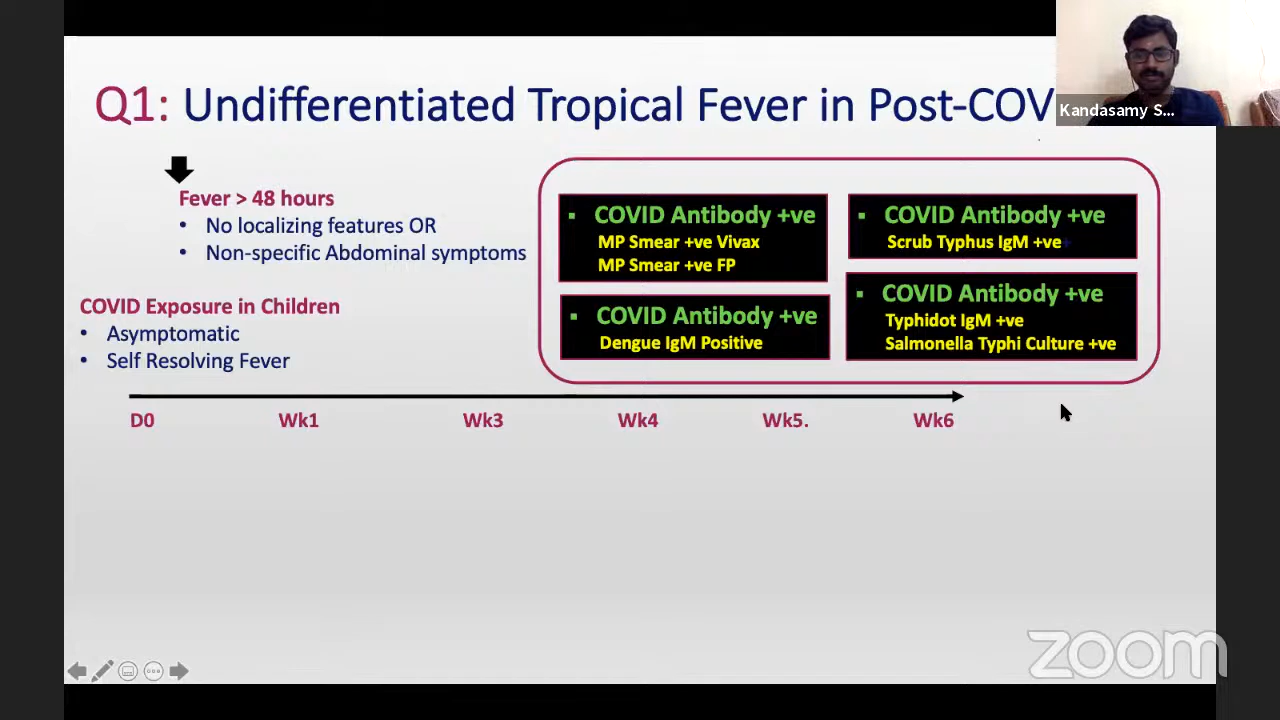 Q1: Undifferentiated Tropical Fever in Post-COV
Kandasamy S...
Fever > 48 hours
• No localizing features OR
• Non-specific Abdominal symptoms
COVID Exposure in Children
• Asymptomatic
• Self Resolving Fever
▪ COVID Antibody +ve
MP Smear +ve Vivax
MP Smear +ve FP
▪ COVID Antibody +ve
Dengue IgM Positive
▪ COVID Antibody +ve
Scrub Typhus IgM +ve+
▪ COVID Antibody +ve
Typhidot IgM +ve
Salmonella Typhi Culture +ve
D0 Wk1 Wk3 Wk4 Wk5. Wk6
zoom